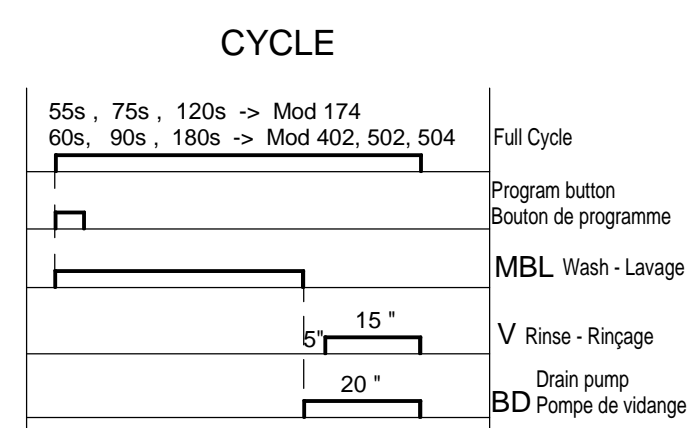 CYCLE
55s , 75s , 120s -> Mod 174
60s, 90s , 180s -> Mod 402, 502, 504
Full Cycle
Program button
Bouton de programme
MBL Wash - Lavage
5" 15 "
V Rinse - Rinçage
20 "
Drain pump
BD Pompe de vidange